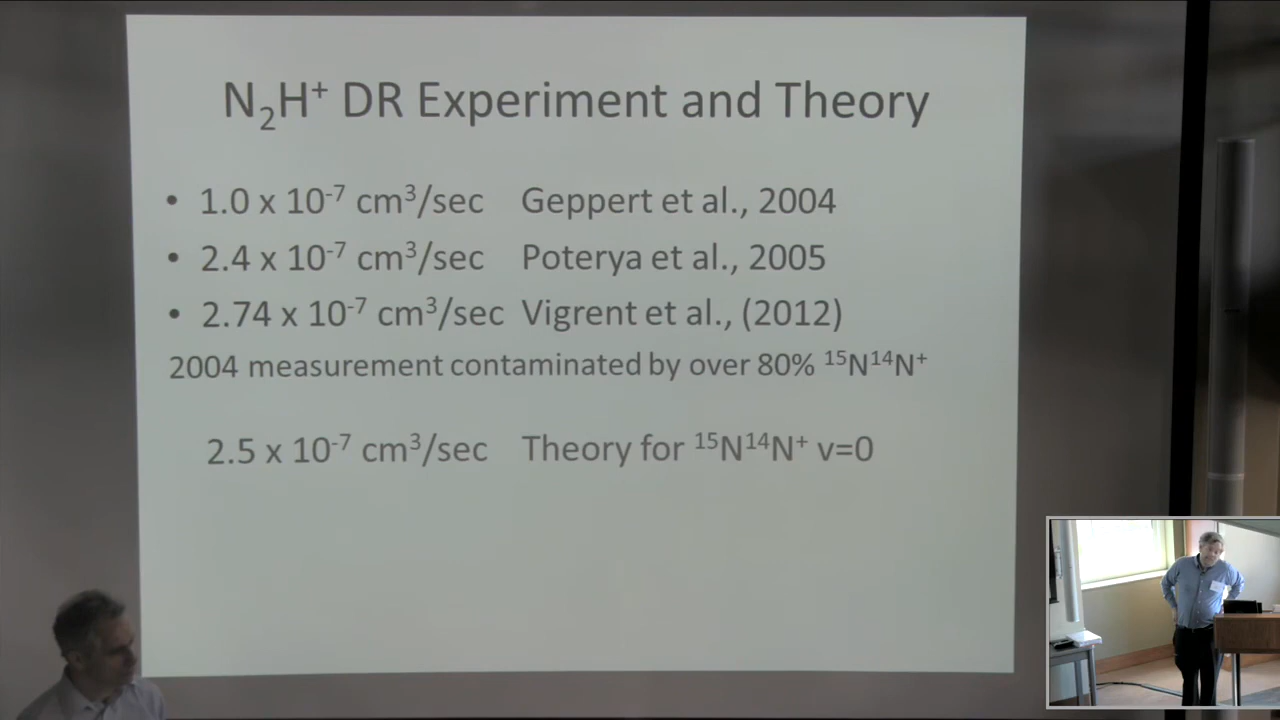 N₂H⁺ DR Experiment and Theory
• 1.0 x 10⁻⁷ cm³/sec Geppert et al., 2004
• 2.4 x 10⁻⁷ cm³/sec Poterya et al., 2005
• 2.74 x 10⁻⁷ cm³/sec Vigrent et al., (2012)
2004 measurement contaminated by over 80% ¹⁵N¹⁴N⁺
2.5 x 10⁻⁷ cm³/sec Theory for ¹⁵N¹⁴N⁺ v=0